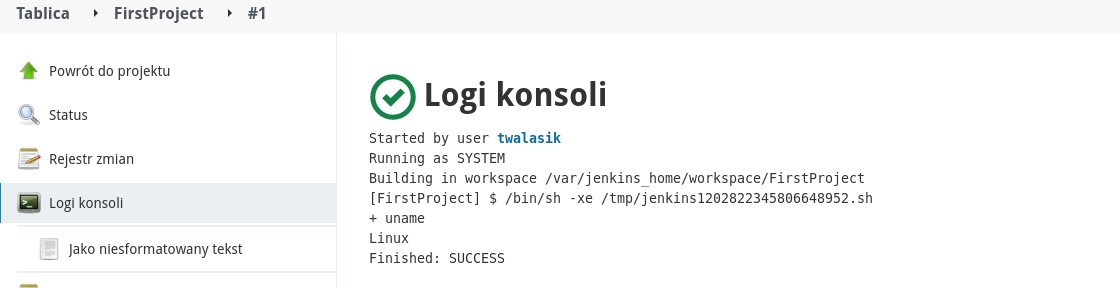 Tablica FirstProject #1
Powrót do projektu
Status
Rejestr zmian
Logi konsoli
Jako niesformatowany tekst
Logi konsoli
Started by user twalasik
Running as SYSTEM
Building in workspace /var/jenkins_home/workspace/FirstProject
[FirstProject] $ /bin/sh -xe /tmp/jenkins1202822345806648952.sh
+ uname
Linux
Finished: SUCCESS